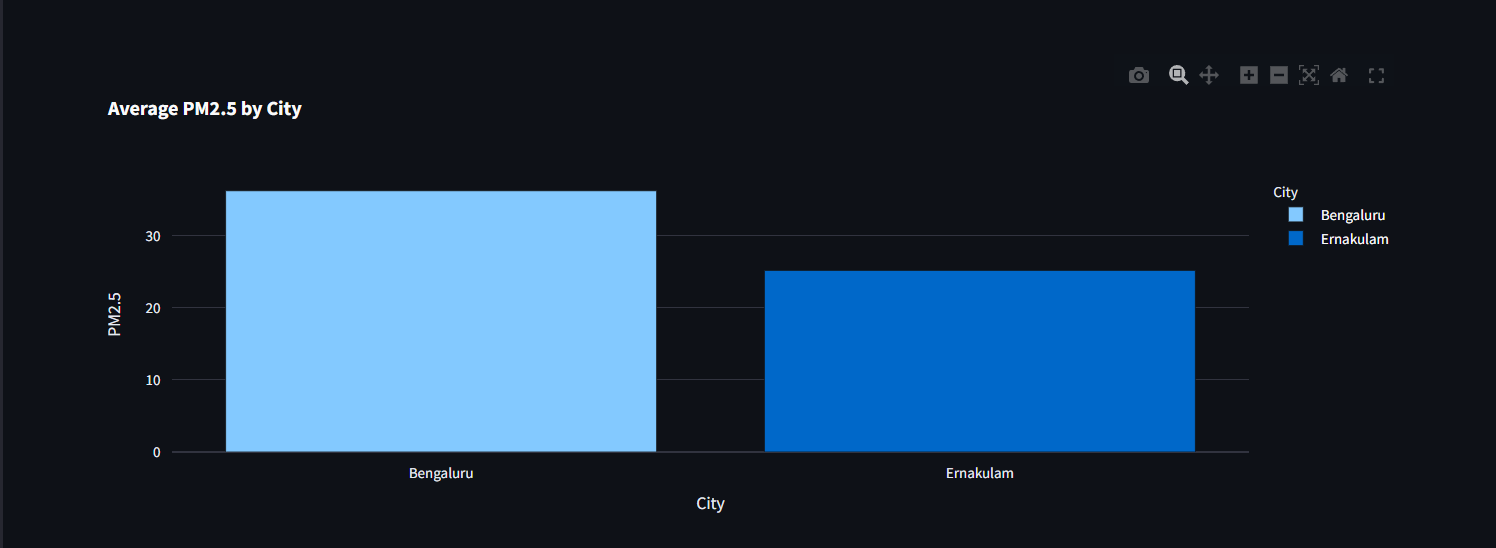 Average PM2.5 by City
City
Bengaluru
Ernakulam
30
20
10
0
PM2.5
Bengaluru
Ernakulam
City